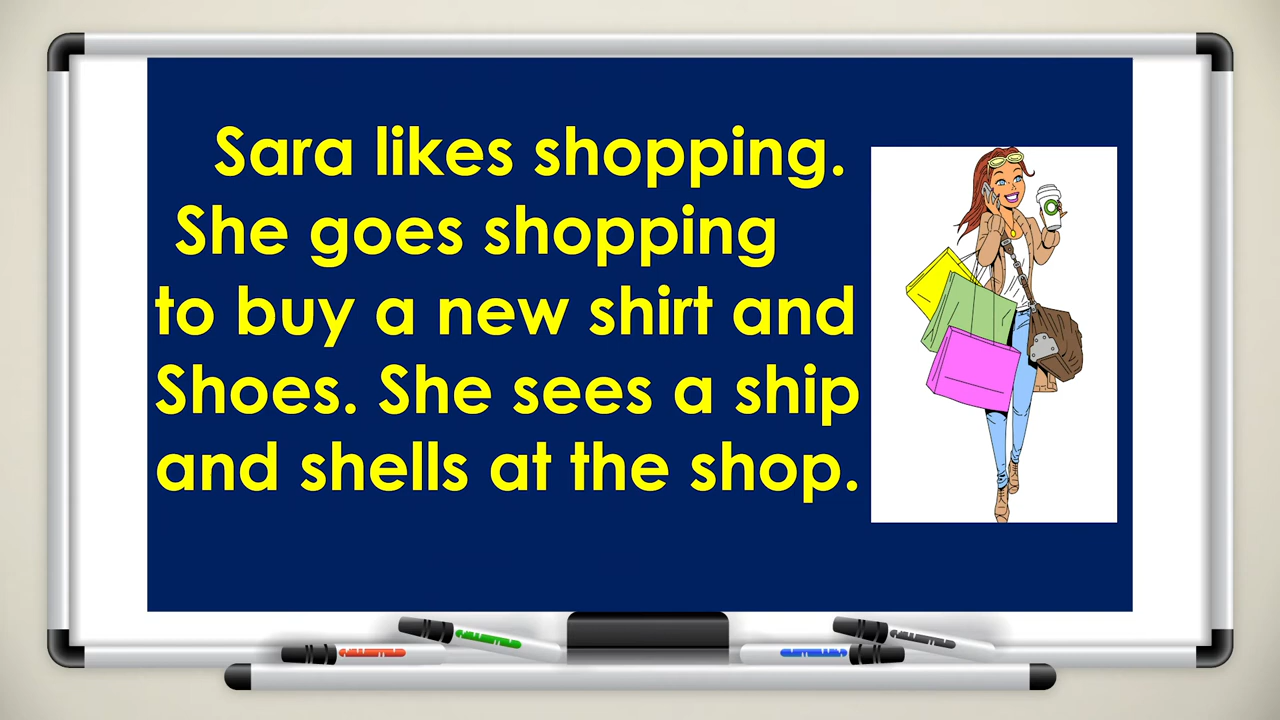 Sara likes shopping.
She goes shopping
to buy a new shirt and
Shoes. She sees a ship
and shells at the shop.